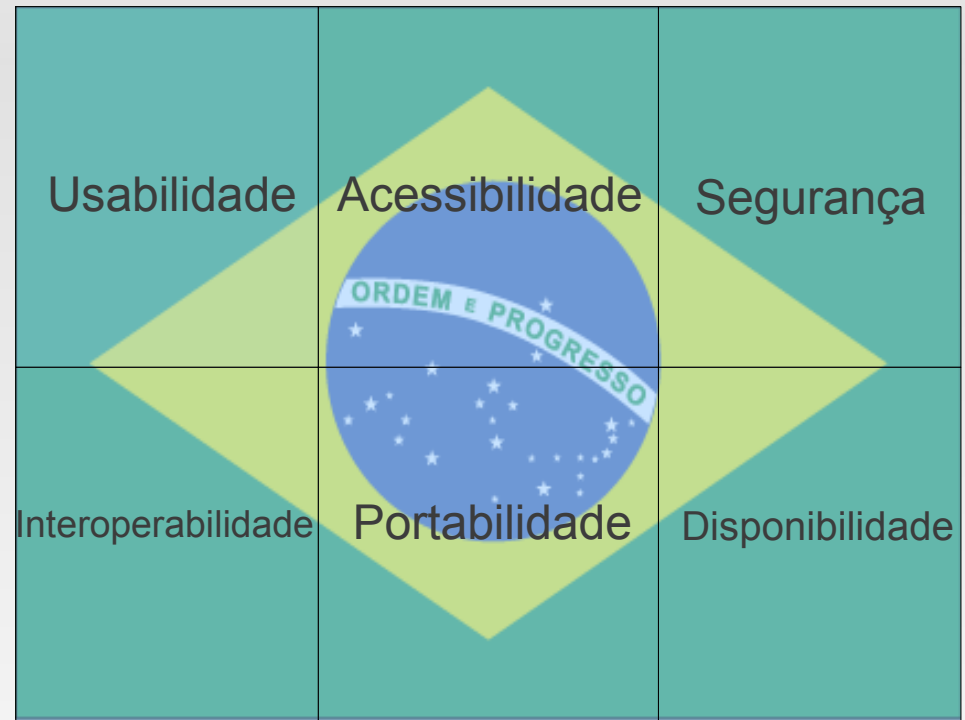 Usabilidade Acessibilidade Segurança
ORDEM E PROGRESSO
Interoperabilidade Portabilidade Disponibilidade